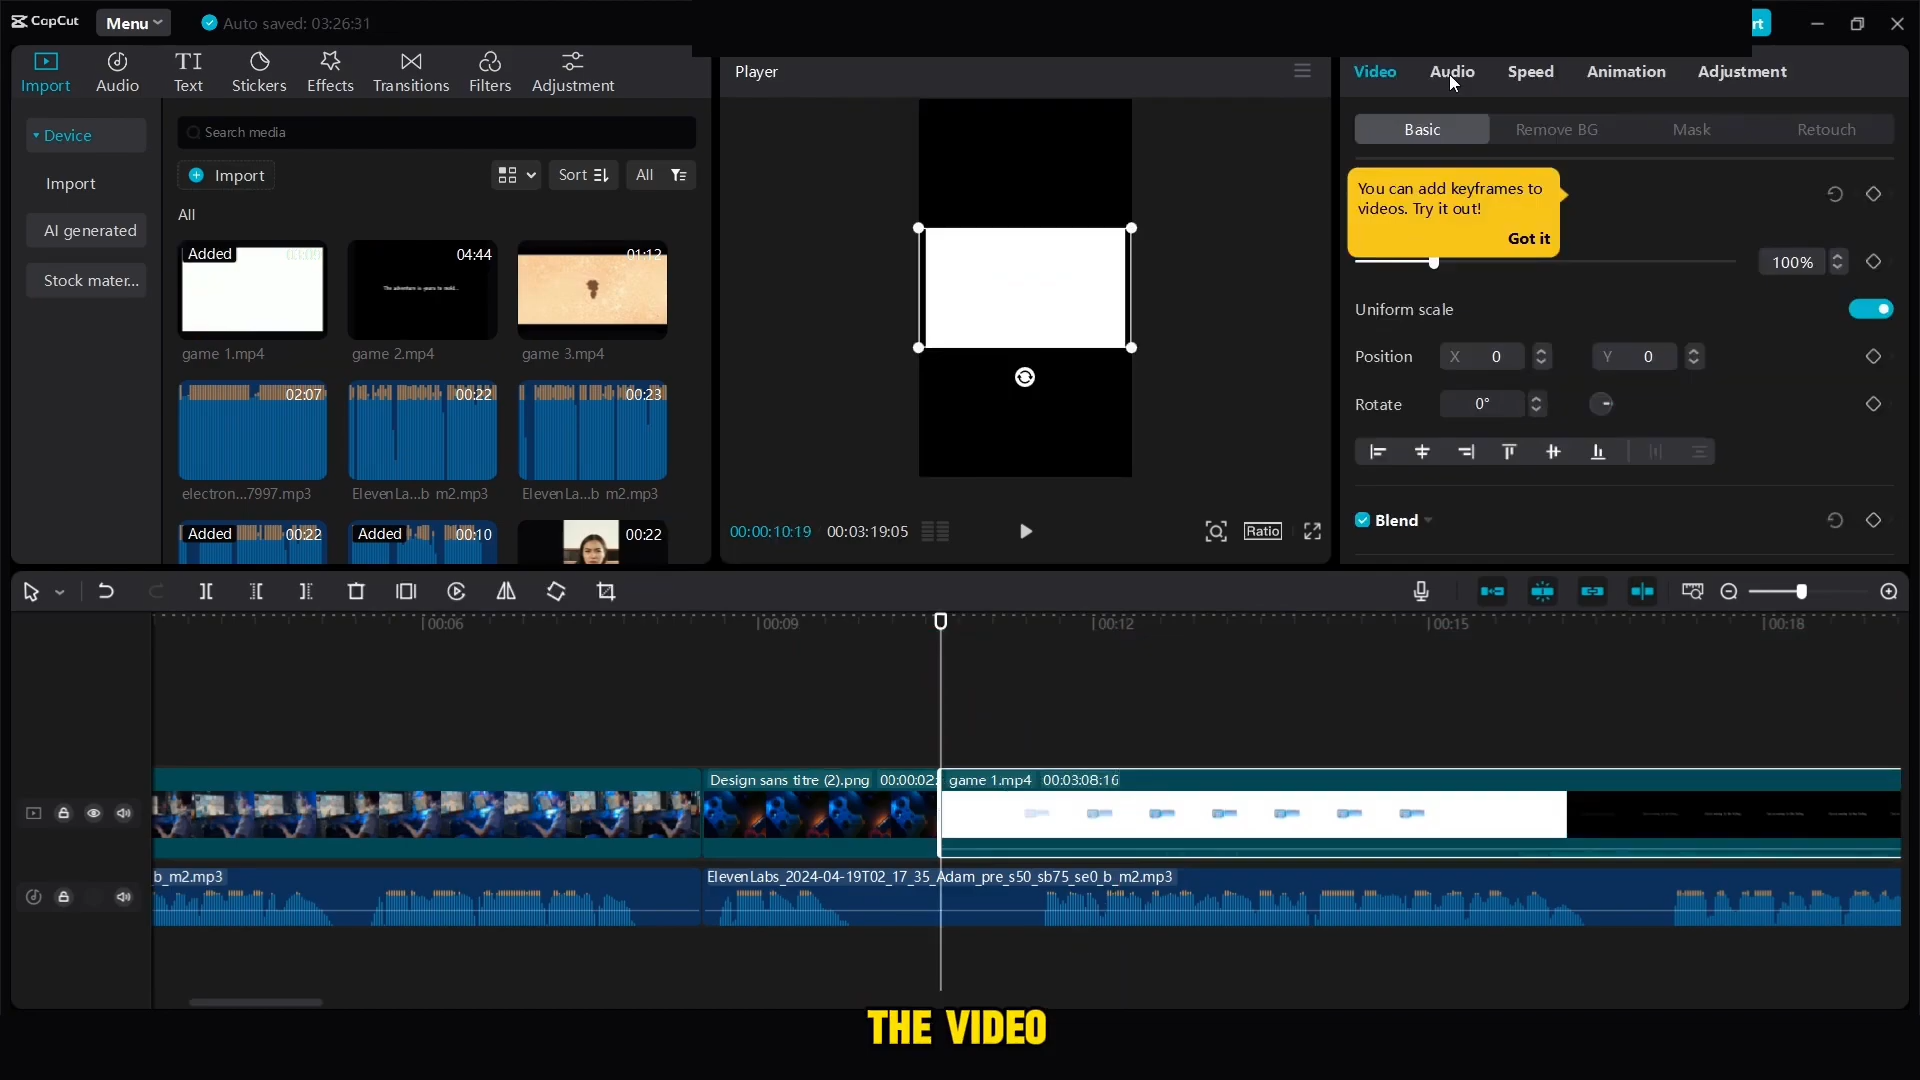 CapCut
Menu
Auto saved: 03:26:31
rt
Import
Audio
Text
Stickers
Effects
Transitions
Filters
Adjustment
Player
Video
Audio
Speed
Animation
Adjustment
Device
Import
AI generated
Stock mater...
Search media
Import
Sort
All
All
Added
04:44
The adventure is yours to mold...
01:12
game 1.mp4
game 2.mp4
game 3.mp4
02:07
00:22
00:23
electron...7997.mp3
ElevenLa...b m2.mp3
ElevenLa...b m2.mp3
Added
00:22
Added
00:10
00:22
00:00:10:19
00:03:19:05
Ratio
Basic
Remove BG
Mask
Retouch
You can add keyframes to
videos. Try it out!
Got it
100%
Uniform scale
Position
X 0
Y 0
Rotate
0°
Blend
00:06
00:09
00:12
00:15
00:18
Design sans titre (2).png 00:00:02:
game 1.mp4 00:03:08:16
b_m2.mp3
ElevenLabs_2024-04-19T02_17_35_Adam_pre_s50_sb75_se0_b_m2.mp3
THE VIDEO